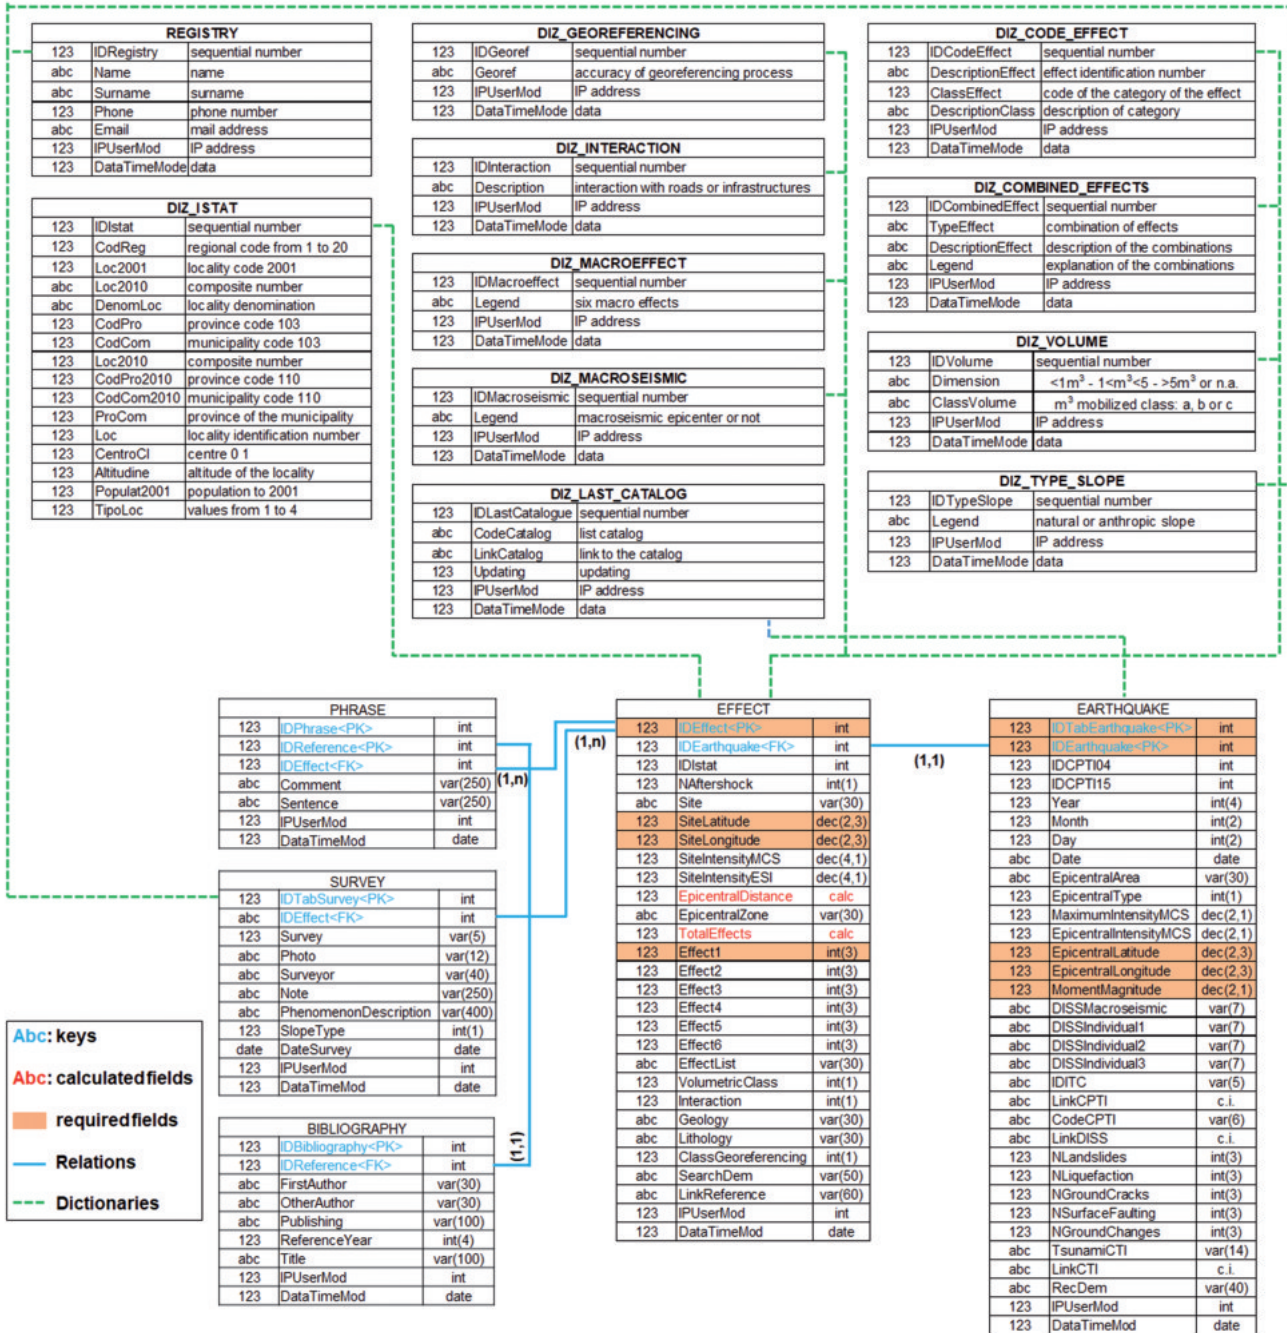 REGISTRY
123 IDRegistry sequential number
abc Name name
abc Surname surname
123 Phone phone number
abc Email mail address
123 IPUserMod IP address
123 DataTimeMode data
DIZ_ISTAT
123 IDIstat sequential number
123 CodReg regional code from 1 to 20
123 Loc2001 locality code 2001
abc Loc2010 composite number
abc DenomLoc locality denomination
123 CodPro province code 103
123 CodCom municipality code 103
123 Loc2010 composite number
123 CodPro2010 province code 110
123 CodCom2010 municipality code 110
123 ProCom province of the municipality
123 Loc locality identification number
123 CentroCl centre 0 1
123 Altitudine altitude of the locality
123 Populat2001 population to 2001
123 TipoLoc values from 1 to 4
DIZ_GEOREFERENCING
123 IDGeoref sequential number
abc Georef accuracy of georeferencing process
123 IPUserMod IP address
123 DataTimeMode data
DIZ_INTERACTION
123 IDInteraction sequential number
abc Description interaction with roads or infrastructures
123 IPUserMod IP address
123 DataTimeMode data
DIZ_MACROEFFECT
123 IDMacroeffect sequential number
abc Legend six macro effects
123 IPUserMod IP address
123 DataTimeMode data
DIZ_MACROSEISMIC
123 IDMacroseismic sequential number
abc Legend macroseismic epicenter or not
123 IPUserMod IP address
123 DataTimeMode data
DIZ_LAST_CATALOG
123 IDLastCatalogue sequential number
abc CodeCatalog list catalog
abc LinkCatalog link to the catalog
123 Updating updating
123 IPUserMod IP address
123 DataTimeMode data
DIZ_CODE_EFFECT
123 IDCodeEffect sequential number
abc DescriptionEffect effect identification number
123 ClassEffect code of the category of the effect
abc DescriptionClass description of category
123 IPUserMod IP address
123 DataTimeMode data
DIZ_COMBINED_EFFECTS
123 IDCombinedEffect sequential number
abc TypeEffect combination of effects
abc DescriptionEffect description of the combinations
abc Legend explanation of the combinations
123 IPUserMod IP address
123 DataTimeMode data
DIZ_VOLUME
123 IDVolume sequential number
abc Dimension <1m³ - 1<m³<5 - >5m³ or n.a.
abc ClassVolume m³ mobilized class: a, b or c
123 IPUserMod IP address
123 DataTimeMode data
DIZ_TYPE_SLOPE
123 IDTypeSlope sequential number
abc Legend natural or anthropic slope
123 IPUserMod IP address
123 DataTimeMode data
PHRASE
123 IDPhrase<PK> int
123 IDReference<PK> int
123 IDEffect<FK> int
abc Comment var(250)
abc Sentence var(250)
123 IPUserMod int
123 DataTimeMod date
(1,n)
SURVEY
123 IDTabSurvey<PK> int
abc IDEffect<FK> int
123 Survey var(5)
abc Photo var(12)
abc Surveyor var(40)
abc Note var(250)
abc PhenomenonDescription var(400)
123 SlopeType int(1)
date DateSurvey date
123 IPUserMod int
123 DataTimeMod date
BIBLIOGRAPHY
123 IDBibliography<PK> int
123 IDReference<FK> int
abc FirstAuthor var(30)
abc OtherAuthor var(30)
abc Publishing var(100)
123 ReferenceYear int(4)
abc Title var(100)
123 IPUserMod int
123 DataTimeMod date
(1,1)
(1,n)
EFFECT
123 IDEffect<PK> int
123 IDEarthquake<FK> int
123 IDIstat int
123 NAftershock int(1)
abc Site var(30)
123 SiteLatitude dec(2,3)
123 SiteLongitude dec(2,3)
123 SiteIntensityMCS dec(4,1)
123 SiteIntensityESI dec(4,1)
123 EpicentralDistance calc
abc EpicentralZone var(30)
123 TotalEffects calc
123 Effect1 int(3)
123 Effect2 int(3)
123 Effect3 int(3)
123 Effect4 int(3)
123 Effect5 int(3)
123 Effect6 int(3)
abc EffectList var(30)
123 VolumetricClass int(1)
123 Interaction int(1)
abc Geology var(30)
abc Lithology var(30)
123 ClassGeoreferencing int(1)
abc SearchDem var(50)
abc LinkReference var(60)
123 IPUserMod int
123 DataTimeMod date
(1,1)
EARTHQUAKE
123 IDTabEarthquake<PK> int
123 IDEarthquake<PK> int
123 IDCPTI04 int
123 IDCPTI15 int
123 Year int(4)
123 Month int(2)
123 Day int(2)
abc Date date
abc EpicentralArea var(30)
123 EpicentralType int(1)
123 MaximumIntensityMCS dec(2,1)
123 EpicentralIntensityMCS dec(2,1)
123 EpicentralLatitude dec(2,3)
123 EpicentralLongitude dec(2,3)
123 MomentMagnitude dec(2,1)
abc DISSMacroseismic var(7)
abc DISSIndividual1 var(7)
abc DISSIndividual2 var(7)
abc DISSIndividual3 var(7)
abc IDITC var(5)
abc LinkCPTI c.i.
abc CodeCPTI var(6)
abc LinkDISS c.i.
123 NLandslides int(3)
123 NLiquefaction int(3)
123 NGroundCracks int(3)
123 NSurfaceFaulting int(3)
123 NGroundChanges int(3)
abc TsunamiCTI var(14)
abc LinkCTI c.i.
abc RecDem var(40)
123 IPUserMod int
123 DataTimeMod date
Abc: keys
Abc: calculated fields
required fields
Relations
Dictionaries